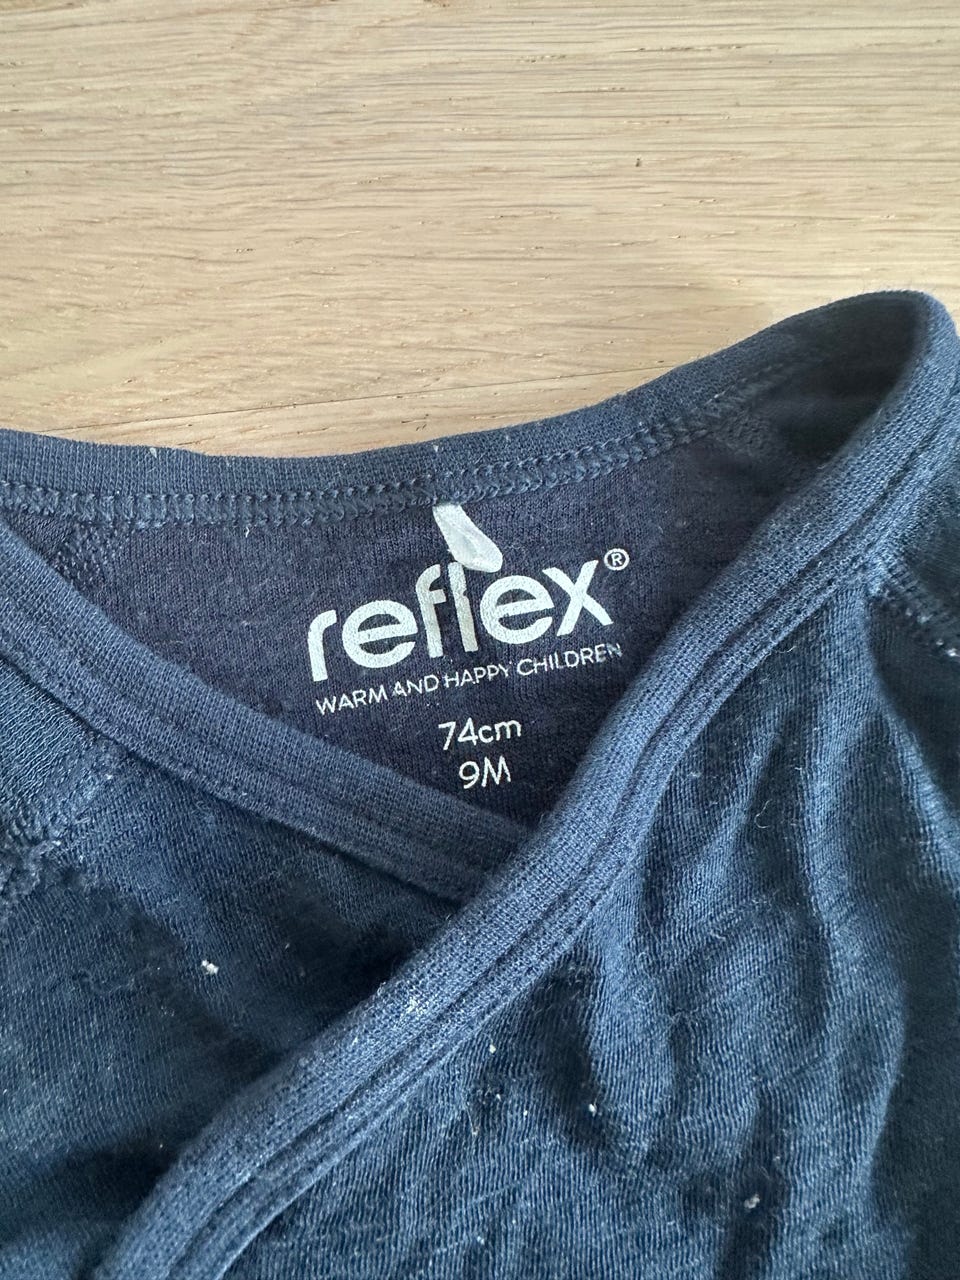 reflex®
WARM AND HAPPY CHILDREN
74cm
9M